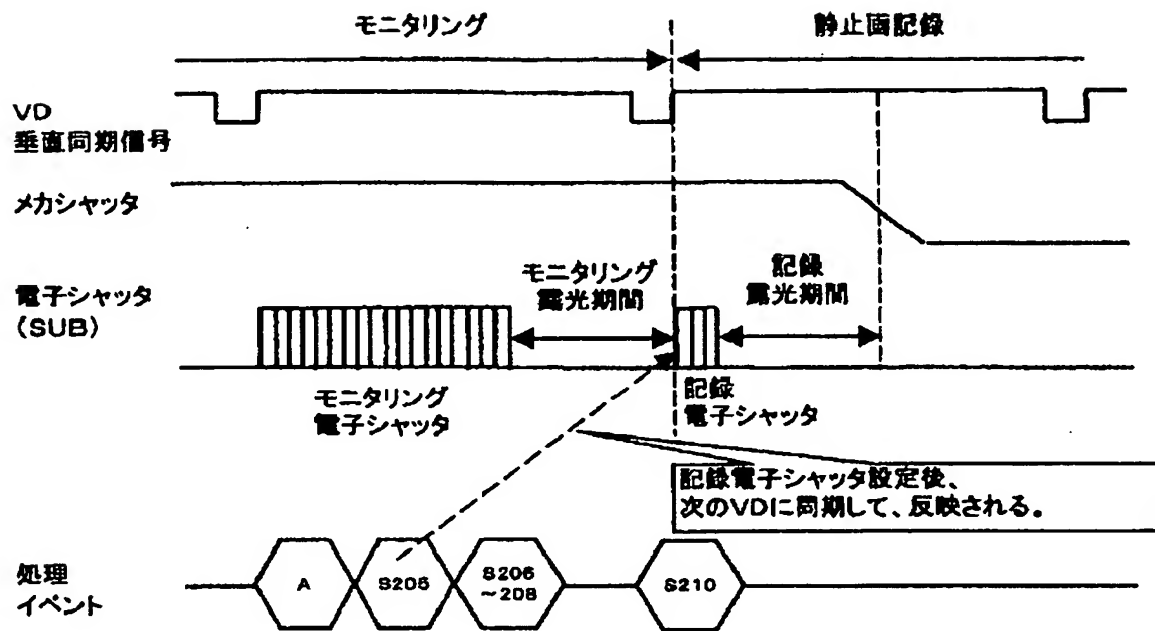 モニタリング
静止画記録
VD
垂直同期信号
メカシャッタ
電子シャッタ
(SUB)
モニタリング
露光期間
記録
露光期間
モニタリング
電子シャッタ
記録
電子シャッタ
記録電子シャッタ設定後、
次のVDに同期して、反映される。
処理
イベント
A
S205
S206
～208
S210